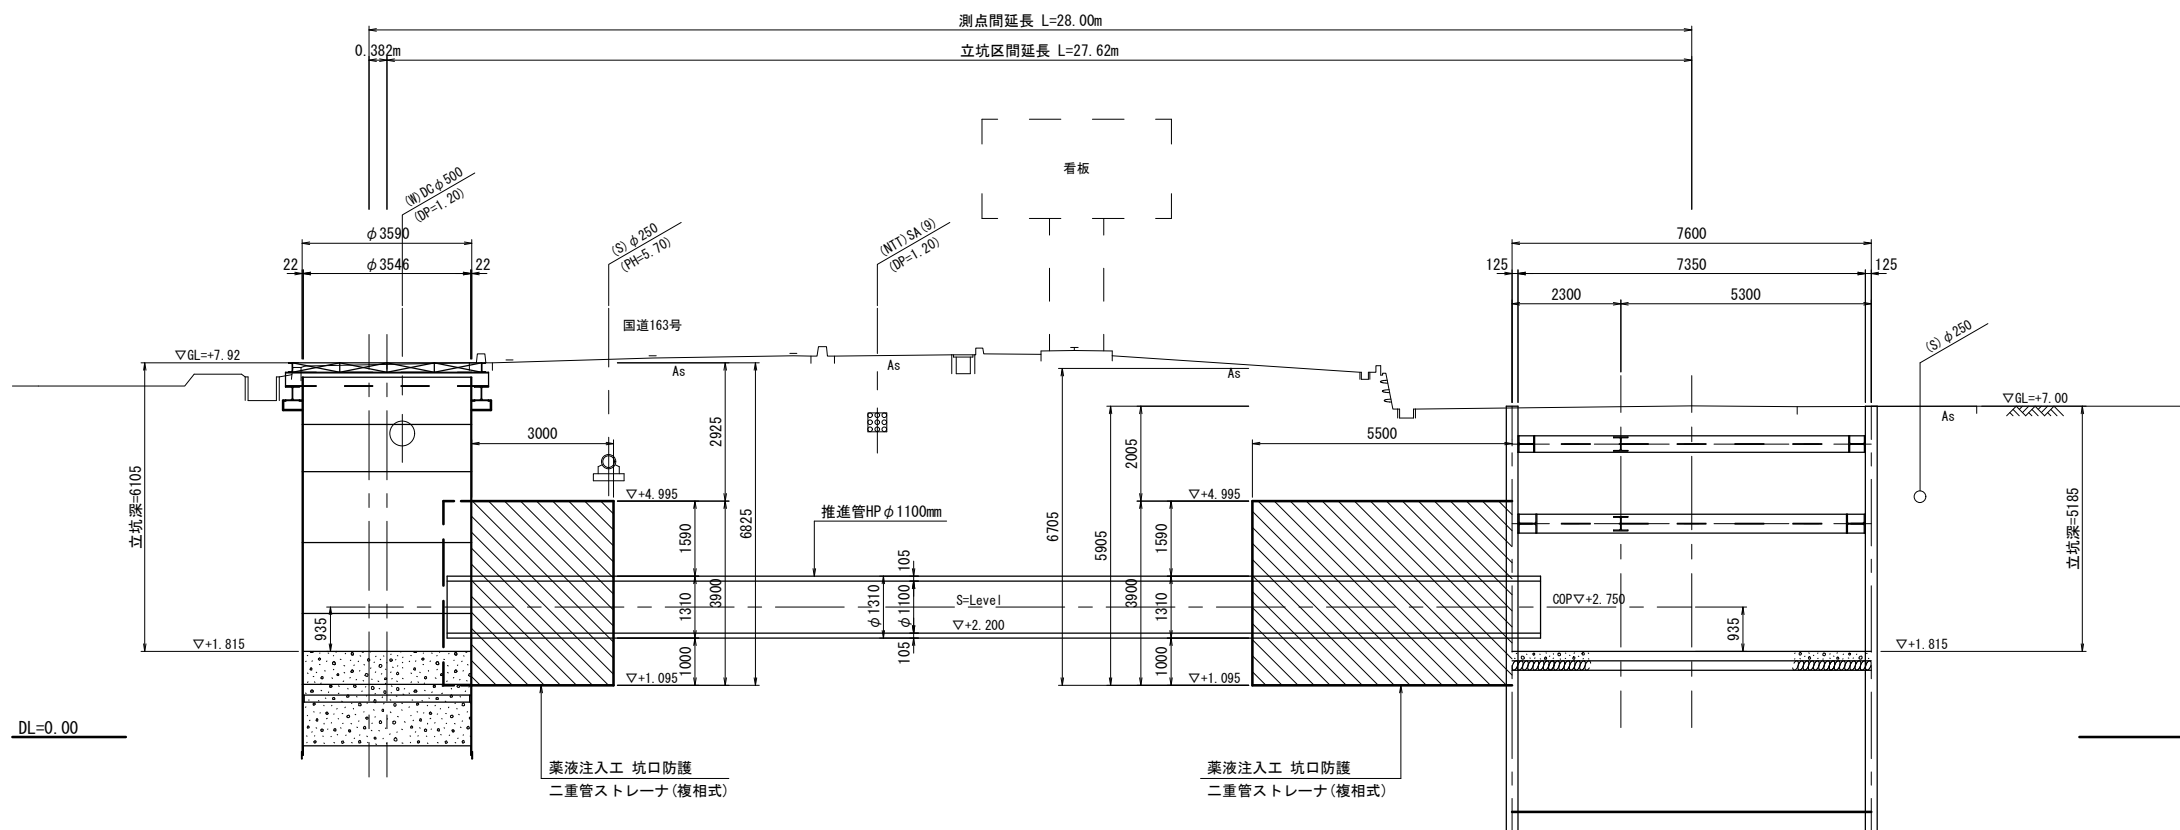 測点間延長 L=28.00m
0.382m
立坑区間延長 L=27.62m
看板
(W)DCφ500
(DP=1.20)
(S)φ250
(PH=5.70)
(NTT)SA(9)
(DP=1.20)
φ3590
22
φ3546
22
7600
125
7350
125
2300
5300
(S)φ250
国道163号
▽GL=+7.92
As
As
As
▽GL=+7.00
As
3000
2925
5500
2005
立坑深=6105
6825
6705
5905
立坑深=5185
▽+4.995
▽+4.995
推進管HPφ1100mm
1590
1590
105
3900
3900
1310
φ1310
φ1100
1310
S=Level
COP▽+2.750
▽+2.200
935
935
105
1000
1000
▽+1.815
▽+1.815
▽+1.095
▽+1.095
DL=0.00
薬液注入工 坑口防護
二重管ストレーナ(複相式)
薬液注入工 坑口防護
二重管ストレーナ(複相式)